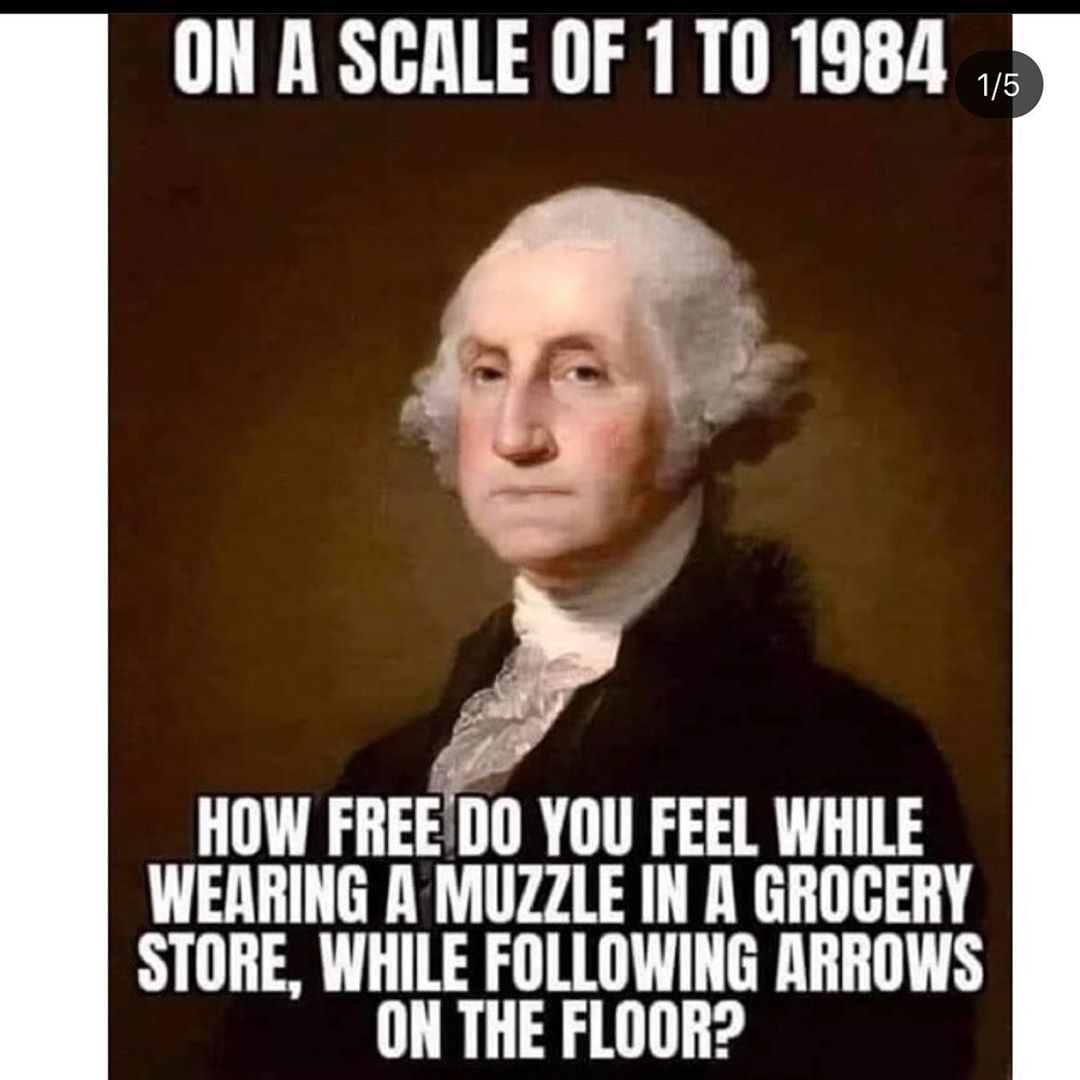 ON A SCALE OF 1 TO 1984
1/5
HOW FREE DO YOU FEEL WHILE
WEARING A MUZZLE IN A GROCERY
STORE, WHILE FOLLOWING ARROWS
ON THE FLOOR?